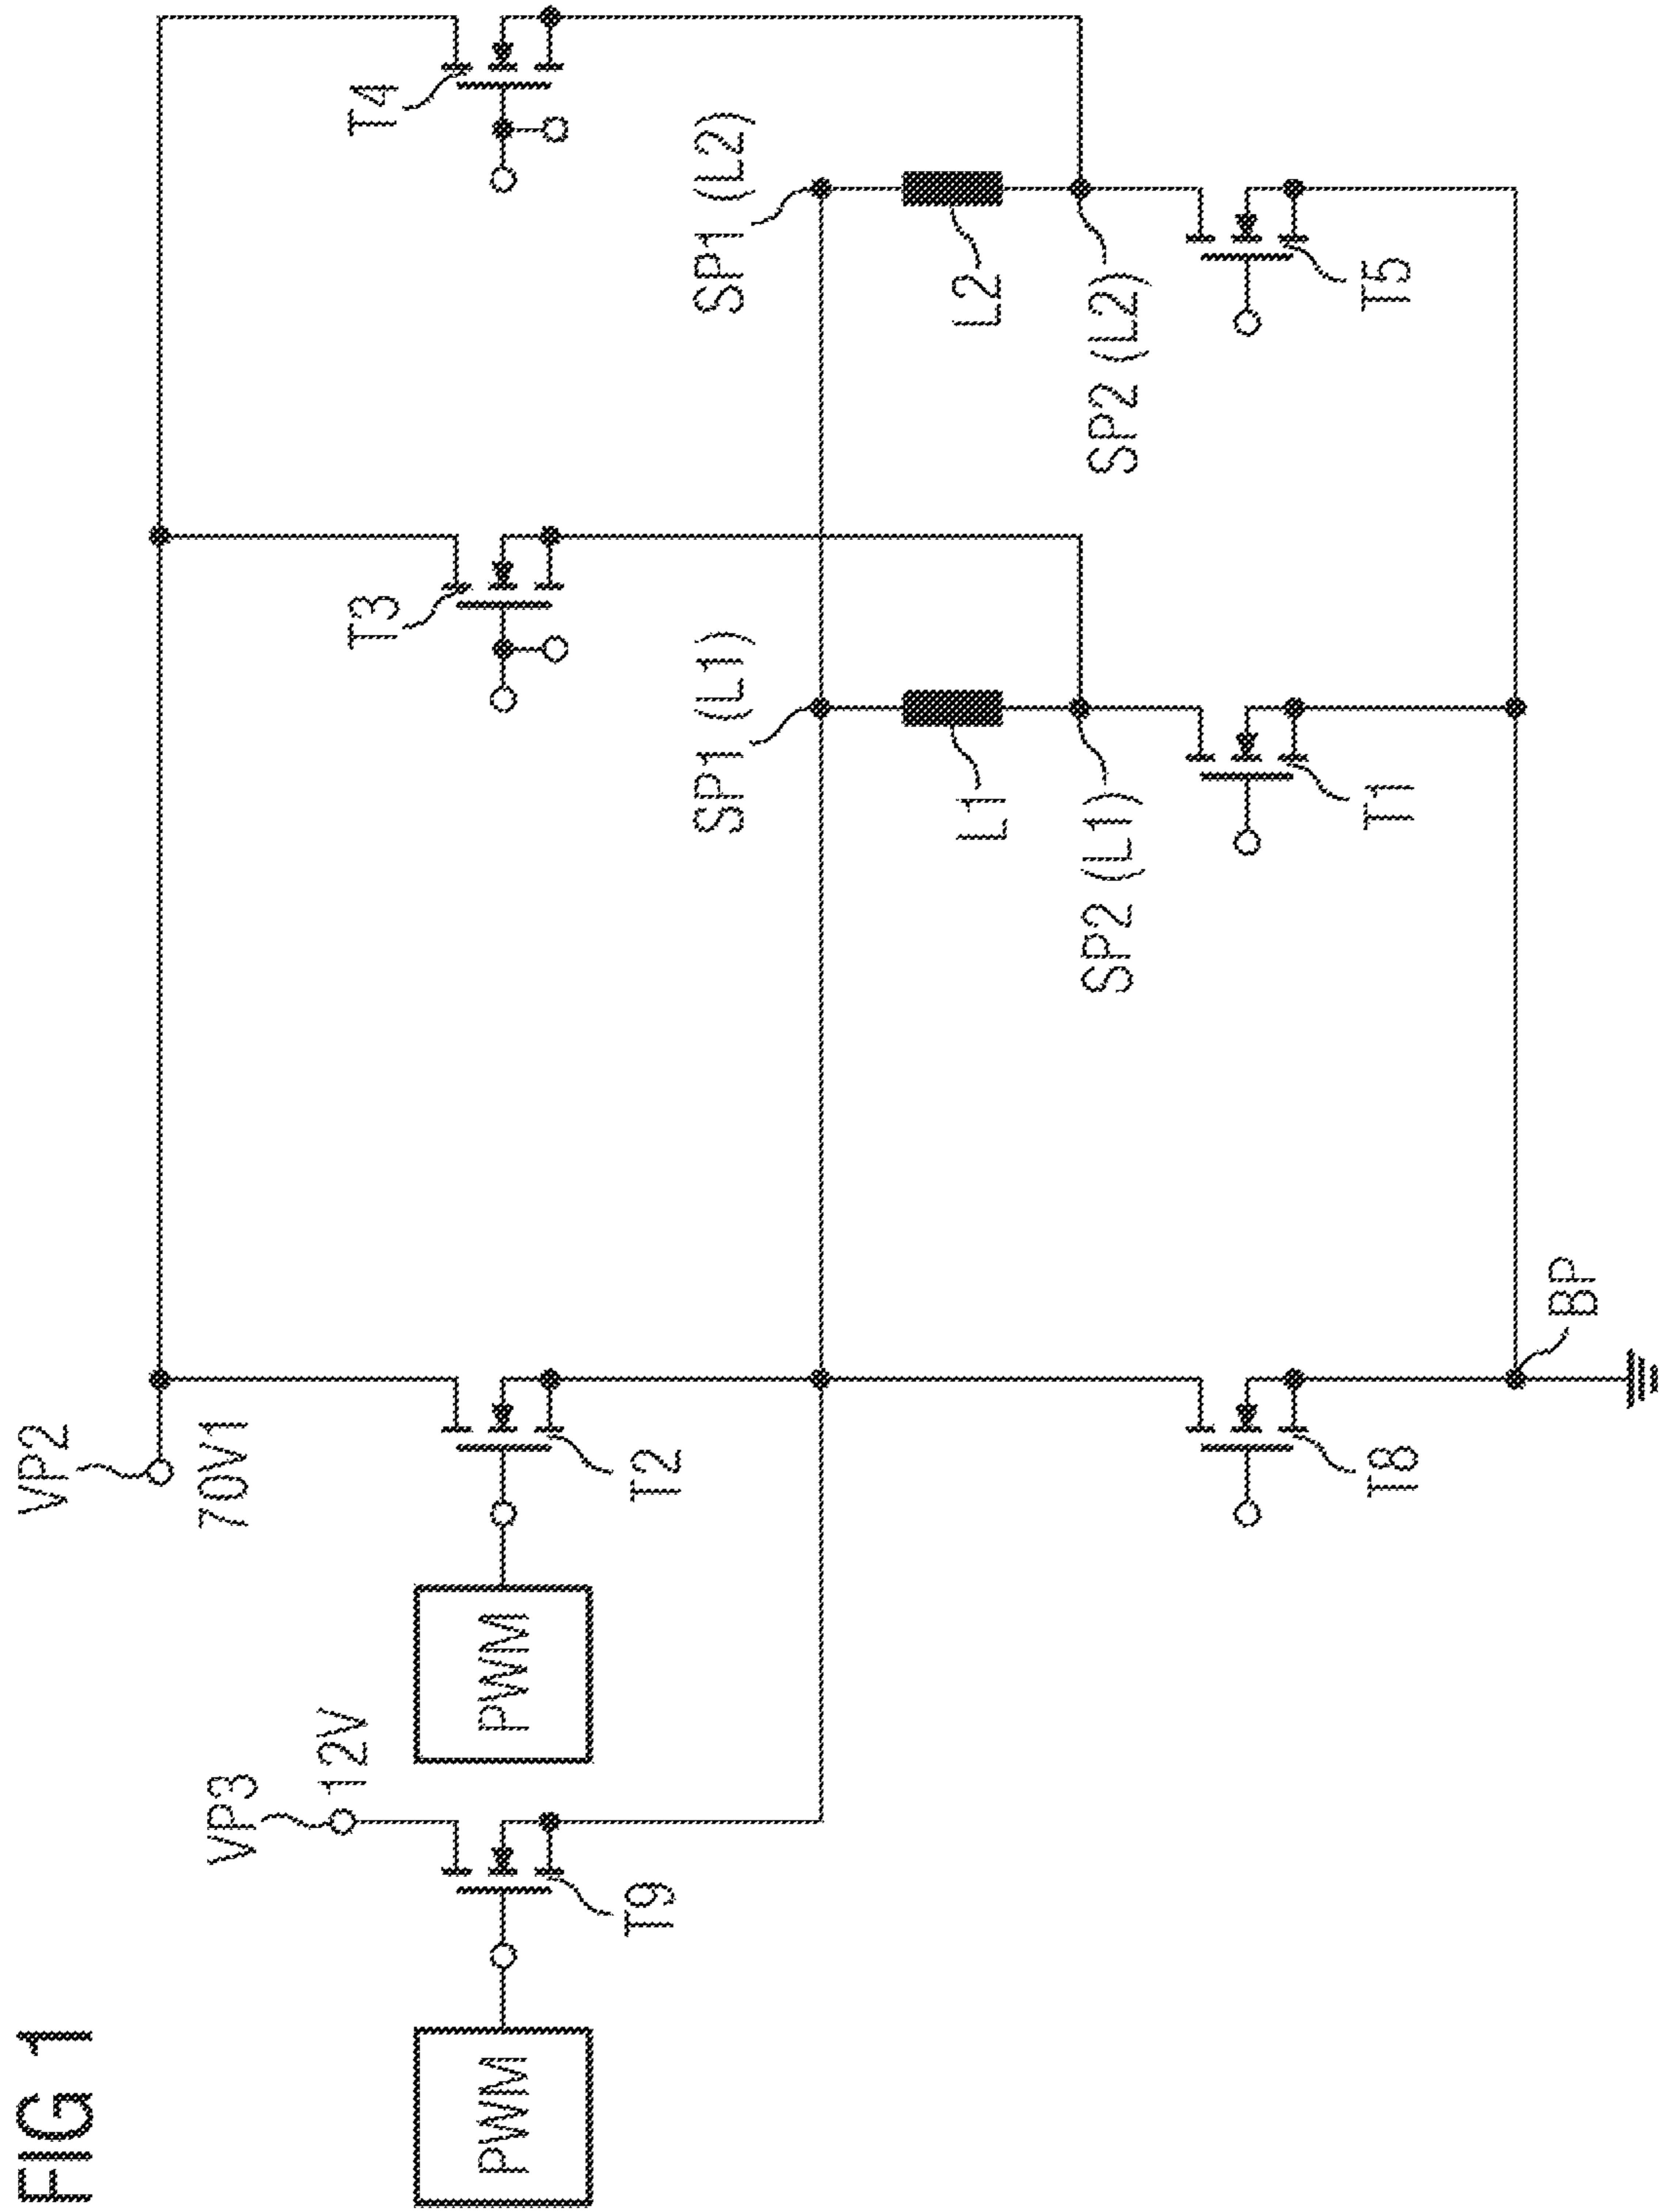 FIG 1
VP2
70V1
VP3
12V
PWM
PWM
T9
T2
T3
T4
SP1 (L1)
SP1 (L2)
L1
L2
SP2 (L1)
SP2 (L2)
T8
T1
T5
BP